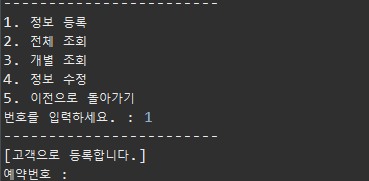 ------------------------
1. 정보 등록
2. 전체 조회
3. 개별 조회
4. 정보 수정
5. 이전으로 돌아가기
번호를 입력하세요. : 1
------------------------
[고객으로 등록합니다.]
예약번호 :